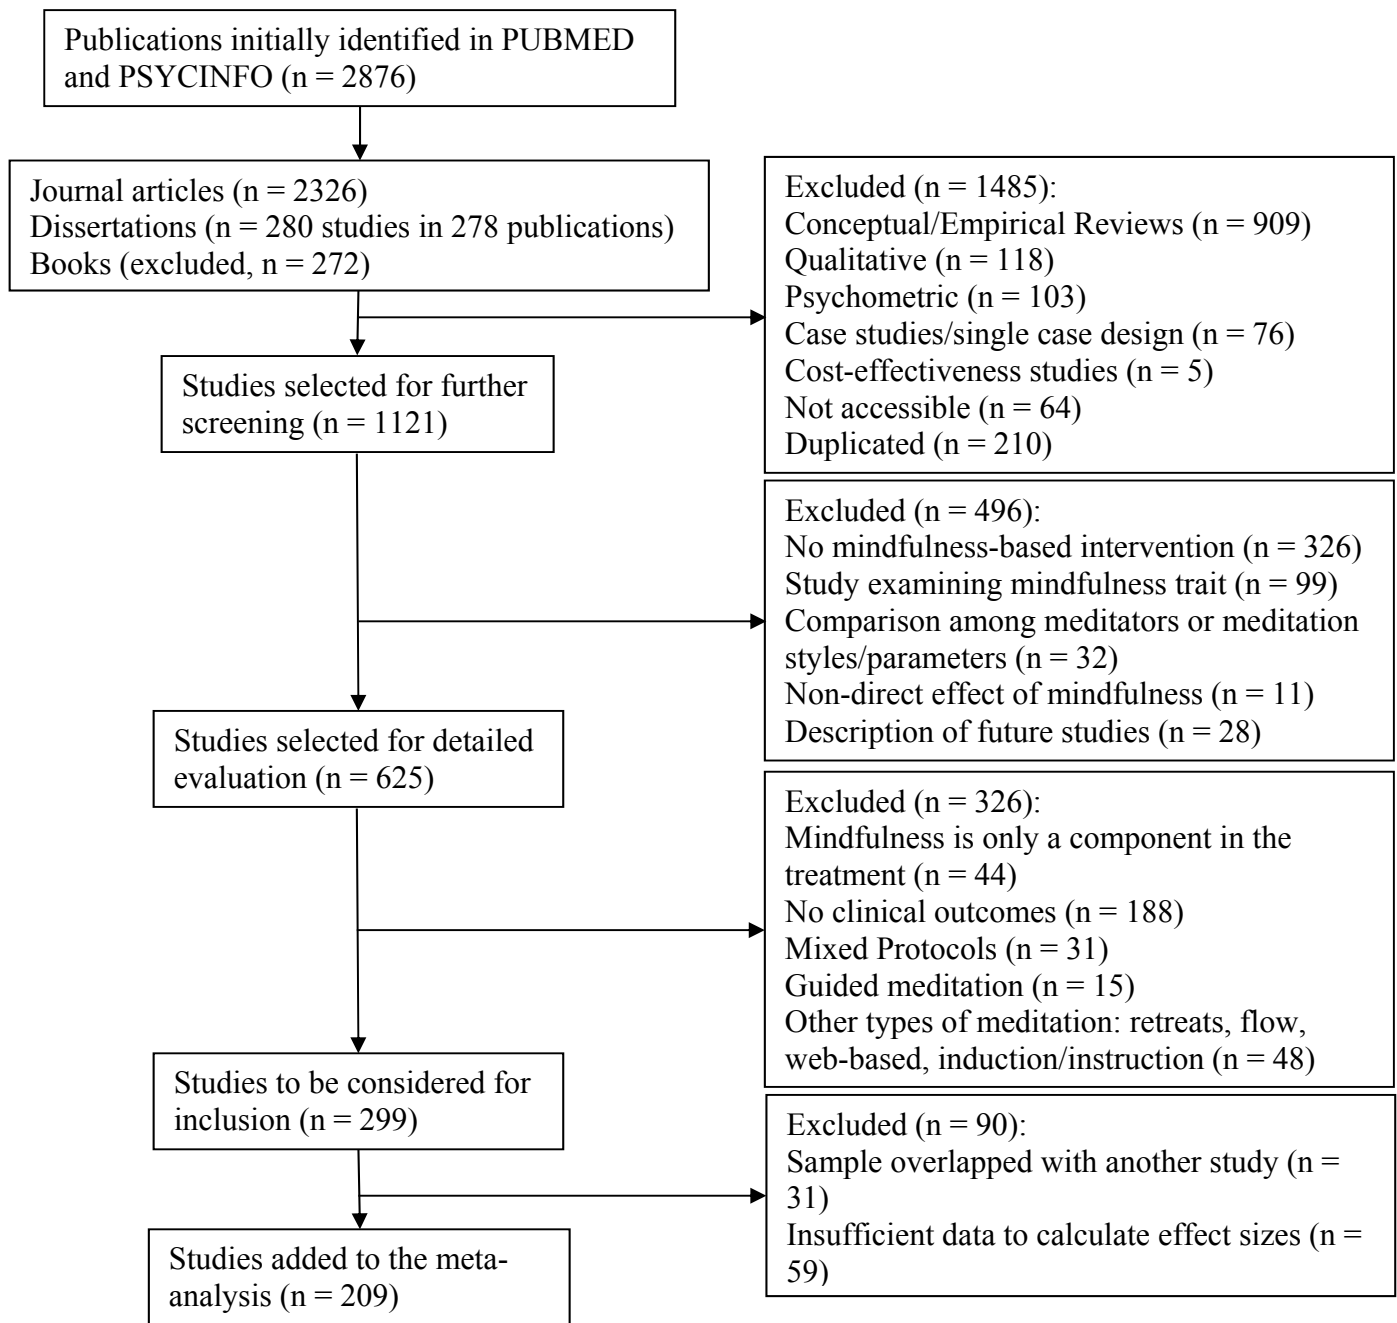 Publications initially identified in PUBMED
and PSYCINFO (n = 2876)
Journal articles (n = 2326)
Dissertations (n = 280 studies in 278 publications)
Books (excluded, n = 272)
Excluded (n = 1485):
Conceptual/Empirical Reviews (n = 909)
Qualitative (n = 118)
Psychometric (n = 103)
Case studies/single case design (n = 76)
Cost-effectiveness studies (n = 5)
Not accessible (n = 64)
Duplicated (n = 210)
Studies selected for further
screening (n = 1121)
Excluded (n = 496):
No mindfulness-based intervention (n = 326)
Study examining mindfulness trait (n = 99)
Comparison among meditators or meditation
styles/parameters (n = 32)
Non-direct effect of mindfulness (n = 11)
Description of future studies (n = 28)
Studies selected for detailed
evaluation (n = 625)
Excluded (n = 326):
Mindfulness is only a component in the
treatment (n = 44)
No clinical outcomes (n = 188)
Mixed Protocols (n = 31)
Guided meditation (n = 15)
Other types of meditation: retreats, flow,
web-based, induction/instruction (n = 48)
Studies to be considered for
inclusion (n = 299)
Excluded (n = 90):
Sample overlapped with another study (n =
31)
Insufficient data to calculate effect sizes (n =
59)
Studies added to the meta-
analysis (n = 209)